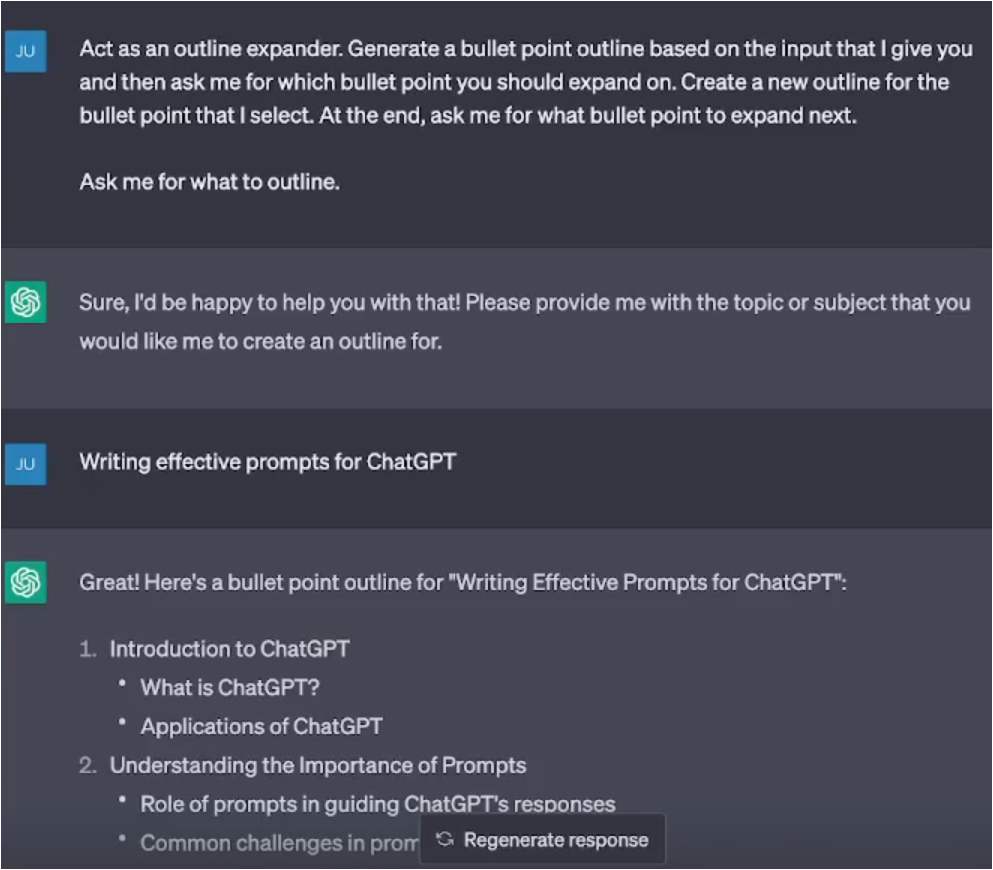 JU
Act as an outline expander. Generate a bullet point outline based on the input that I give you
and then ask me for which bullet point you should expand on. Create a new outline for the
bullet point that I select. At the end, ask me for what bullet point to expand next.
Ask me for what to outline.
Sure, I'd be happy to help you with that! Please provide me with the topic or subject that you
would like me to create an outline for.
JU
Writing effective prompts for ChatGPT
Great! Here's a bullet point outline for "Writing Effective Prompts for ChatGPT":
1. Introduction to ChatGPT
• What is ChatGPT?
• Applications of ChatGPT
2. Understanding the Importance of Prompts
• Role of prompts in guiding ChatGPT's responses
• Common challenges in
Regenerate response